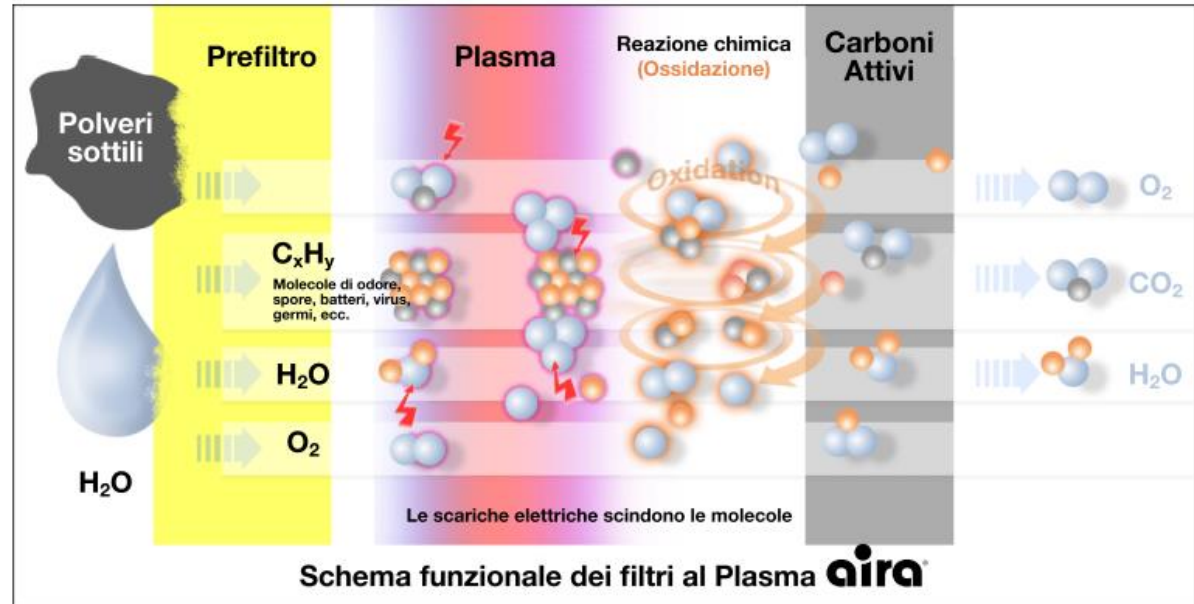 Prefiltro
Plasma
Reazione chimica
(Ossidazione)
Carboni
Attivi
Polveri
sottili
Oxidation
O₂
CₓHᵧ
Molecole di odore,
spore, batteri, virus,
germi, ecc.
CO₂
H₂O
H₂O
O₂
H₂O
Le scariche elettriche scindono le molecole
Schema funzionale dei filtri al Plasma aira®